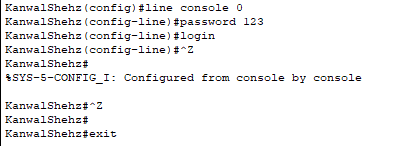 KanwalShehz(config)#line console 0
KanwalShehz(config-line)#password 123
KanwalShehz(config-line)#login
KanwalShehz(config-line)#^Z
KanwalShehz#
%SYS-5-CONFIG_I: Configured from console by console
KanwalShehz#^Z
KanwalShehz#
KanwalShehz#exit